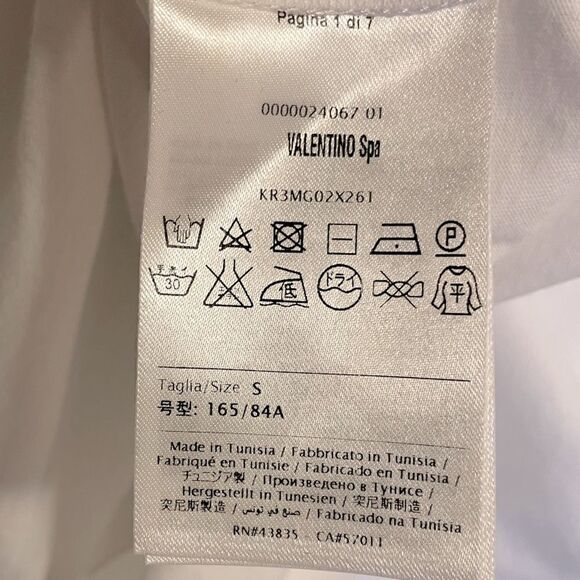 Pagina 1 di 7
0000024067 01
VALENTINO Spa
KR3MG02X261
P
手洗イ
30
低
ドライ
平
Taglia/Size S
号型: 165/84A
Made in Tunisia / Fabbricato in Tunisia /
Fabriqué en Tunisie / Fabricado en Tunisia /
チュニジア製 / Произведено в Тунисе /
Hergestellt in Tunesien / 突尼斯制造 /
突尼斯製造 / صنع في تونس / Fabricado na Tunísia
RN#43835 - CA#57011